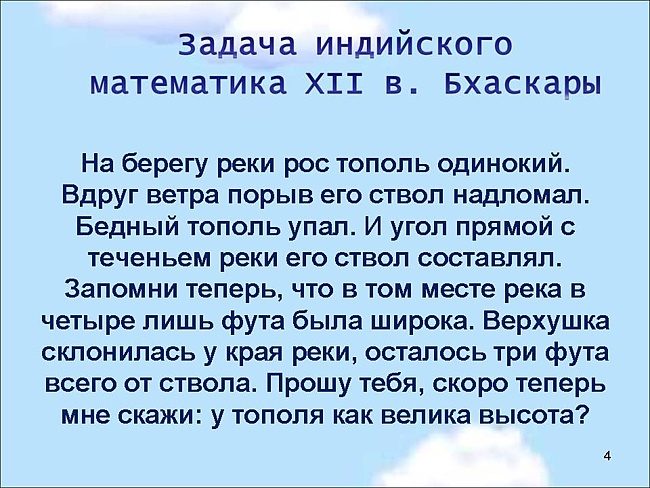 Задача индийского
математика XII в. Бхаскары
На берегу реки рос тополь одинокий.
Вдруг ветра порыв его ствол надломал.
Бедный тополь упал. И угол прямой с
теченьем реки его ствол составлял.
Запомни теперь, что в том месте река в
четыре лишь фута была широка. Верхушка
склонилась у края реки, осталось три фута
всего от ствола. Прошу тебя, скоро теперь
мне скажи: у тополя как велика высота?
4